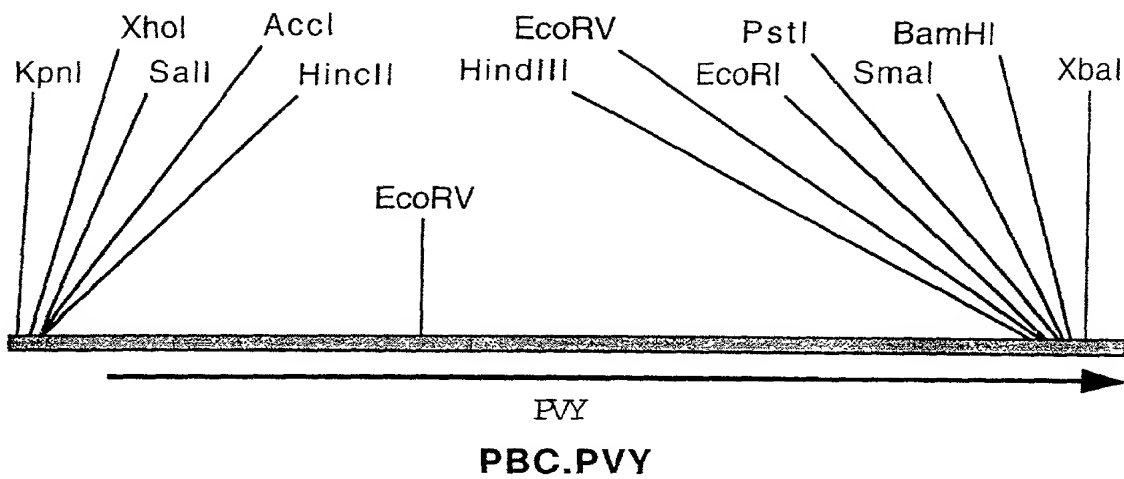 XhoI AccI EcoRV PstI BamHI
KpnI SalI HincII HindIII EcoRI SmaI XbaI
EcoRV
PVY
PBC.PVY